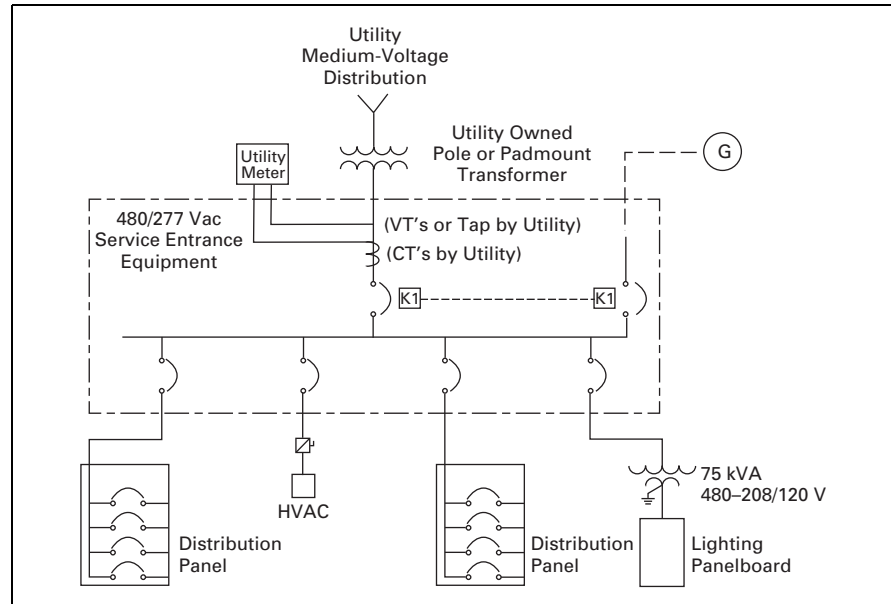 Utility
Medium-Voltage
Distribution
Utility Owned
Pole or Padmount
Transformer
G
Utility
Meter
480/277 Vac
Service Entrance
Equipment
(VT's or Tap by Utility)
(CT's by Utility)
K1
K1
HVAC
75 kVA
480–208/120 V
Distribution
Panel
Distribution
Panel
Lighting
Panelboard